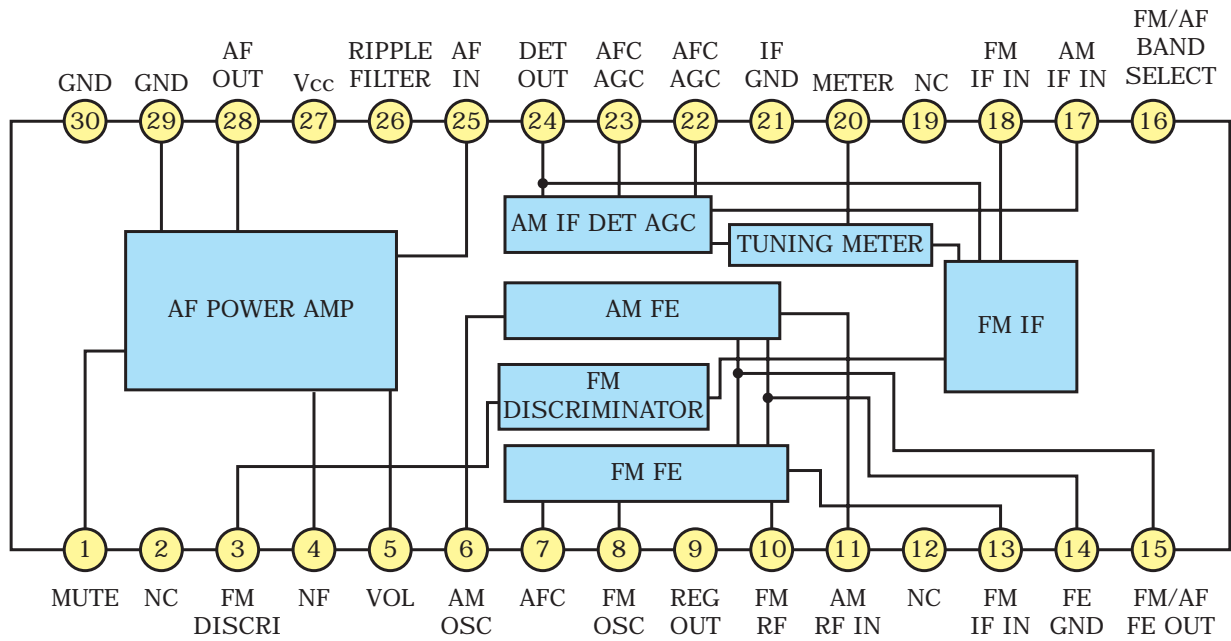 GND
GND
AF
OUT
Vcc
RIPPLE
FILTER
AF
IN
DET
OUT
AFC
AGC
AFC
AGC
IF
GND
METER
NC
FM
IF IN
AM
IF IN
FM/AF
BAND
SELECT
30
29
28
27
26
25
24
23
22
21
20
19
18
17
16
AM IF DET AGC
TUNING METER
AF POWER AMP
AM FE
FM IF
FM
DISCRIMINATOR
FM FE
1
2
3
4
5
6
7
8
9
10
11
12
13
14
15
MUTE
NC
FM
DISCRI
NF
VOL
AM
OSC
AFC
FM
OSC
REG
OUT
FM
RF
AM
RF IN
NC
FM
IF IN
FE
GND
FM/AF
FE OUT